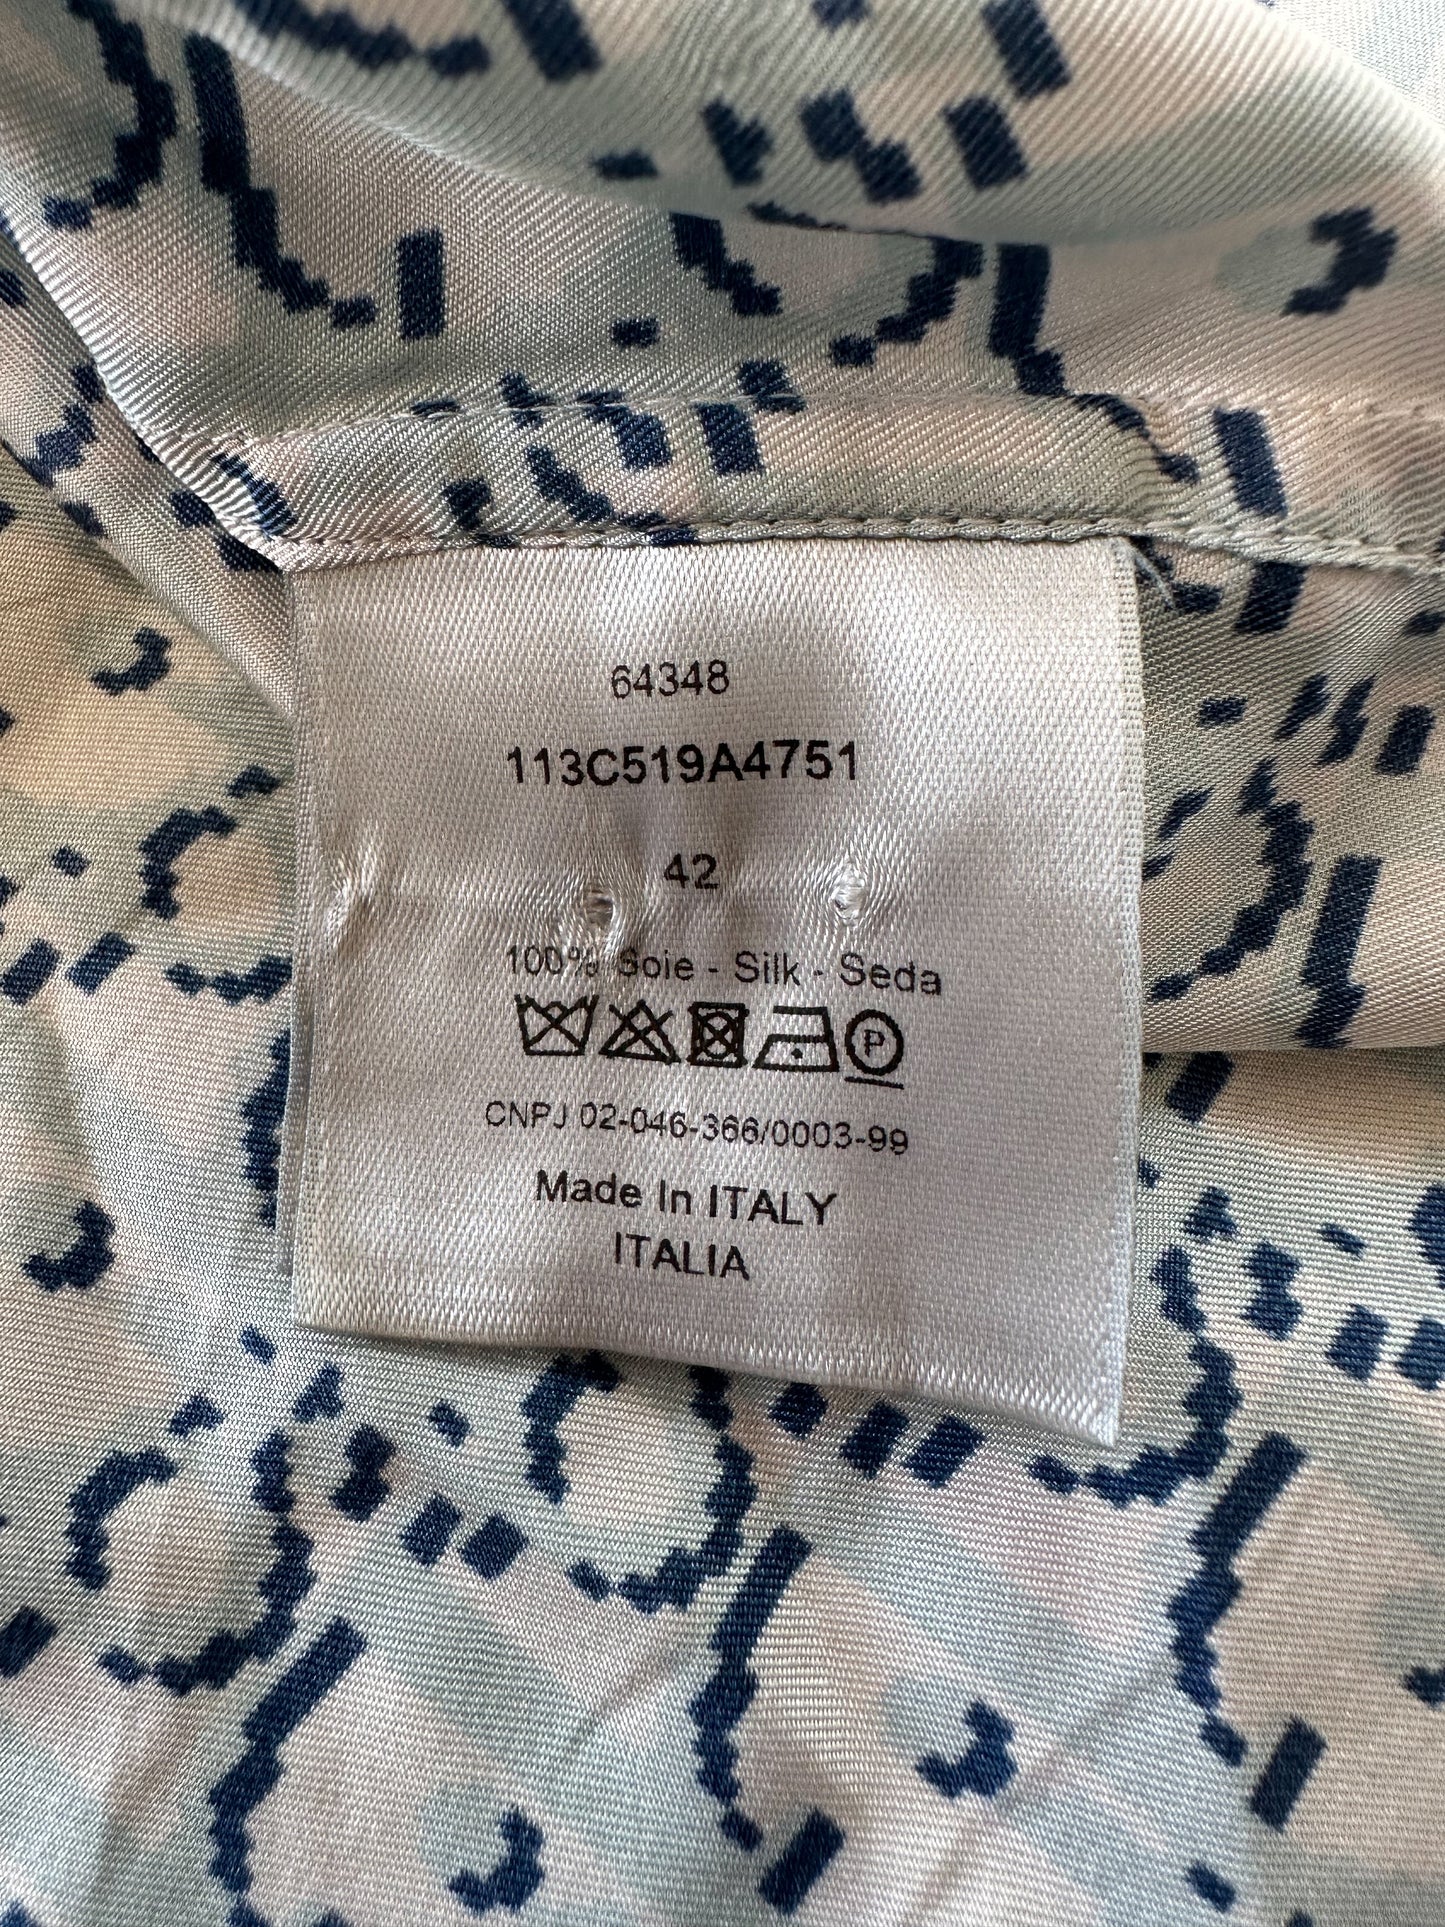 64348
113C519A4751
42
100% Soie - Silk - Seda
P
CNPJ 02-046-366/0003-99
Made In ITALY
ITALIA